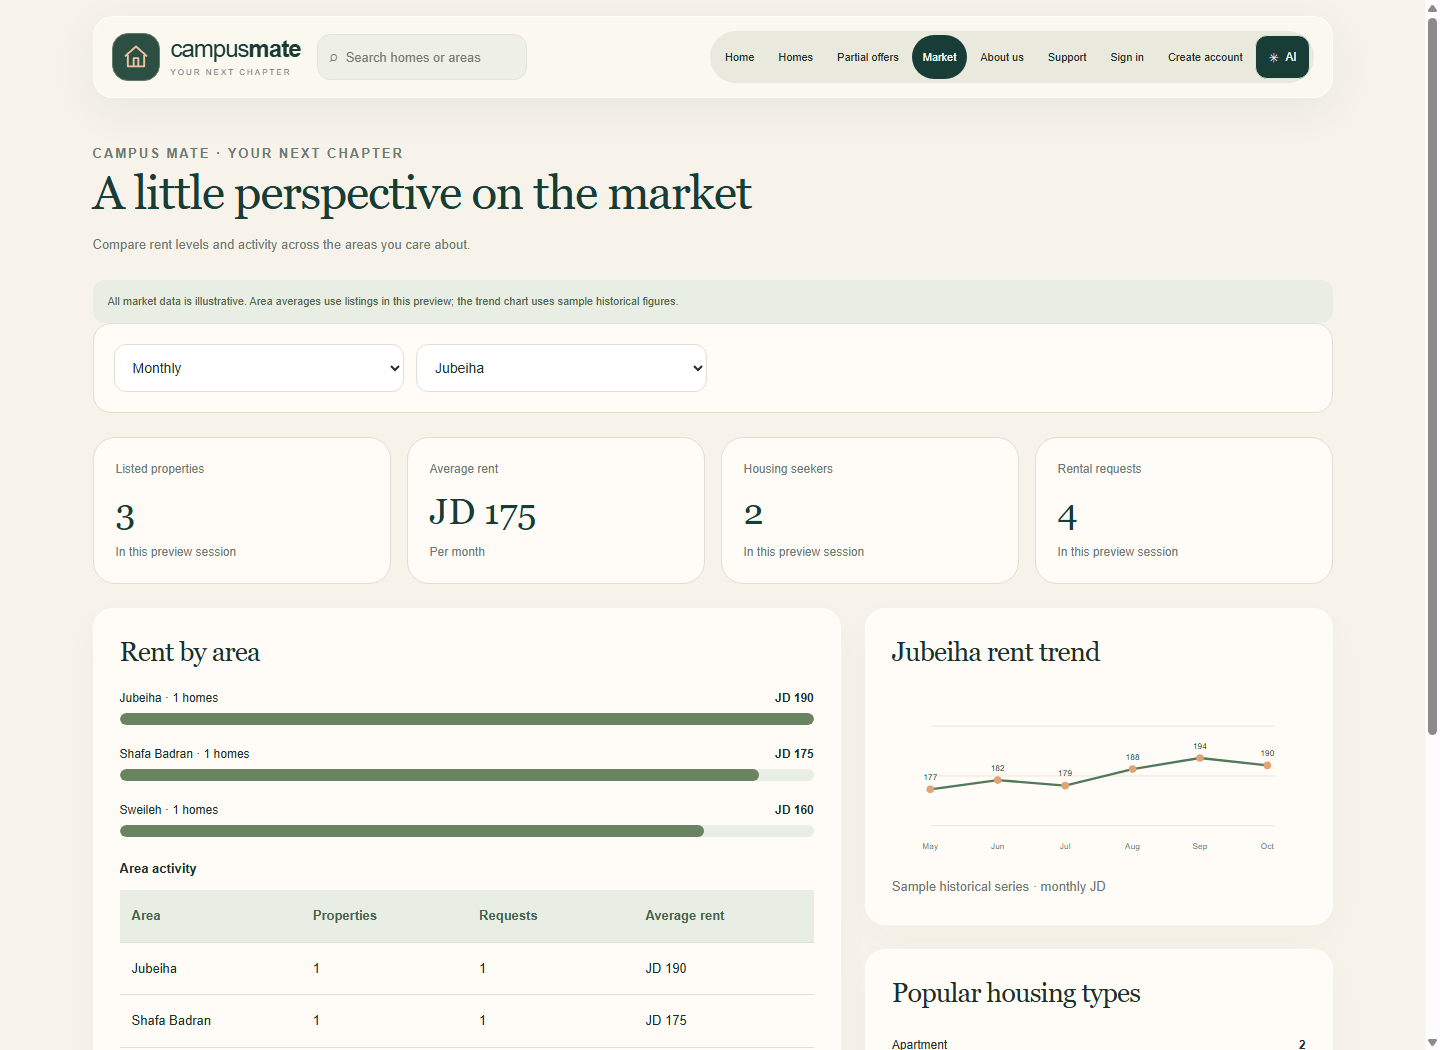 campusmate
YOUR NEXT CHAPTER
Search homes or areas
Home
Homes
Partial offers
Market
About us
Support
Sign in
Create account
AI
CAMPUS MATE · YOUR NEXT CHAPTER
A little perspective on the market
Compare rent levels and activity across the areas you care about.
All market data is illustrative. Area averages use listings in this preview; the trend chart uses sample historical figures.
Monthly
Jubeiha
Listed properties
3
In this preview session
Average rent
JD 175
Per month
Housing seekers
2
In this preview session
Rental requests
4
In this preview session
Rent by area
Jubeiha · 1 homes JD 190
Shafa Badran · 1 homes JD 175
Sweileh · 1 homes JD 160
Area activity
Area Properties Requests Average rent
Jubeiha 1 1 JD 190
Shafa Badran 1 1 JD 175
Jubeiha rent trend
177 182 179 188 194 190
May Jun Jul Aug Sep Oct
Sample historical series · monthly JD
Popular housing types
Apartment 2